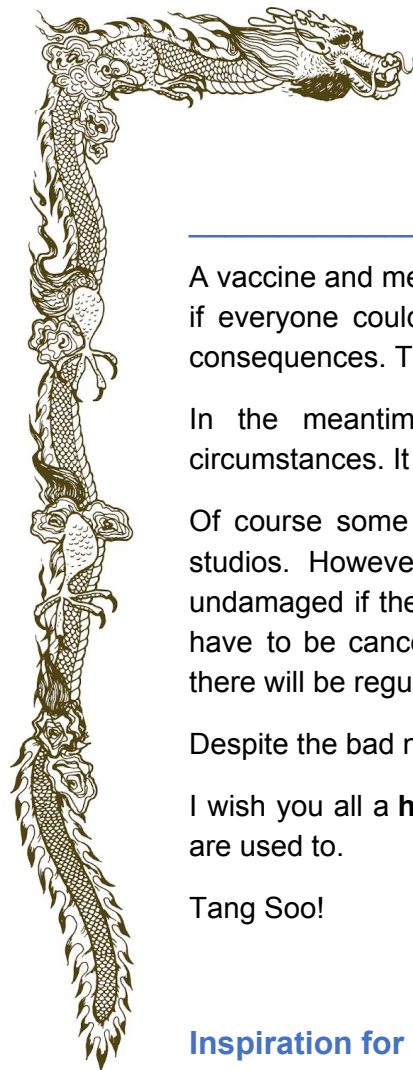 A vaccine and me
if everyone coul
consequences. T
In the meantim
circumstances. It
Of course some
studios. Howeve
undamaged if the
have to be cance
there will be regu
Despite the bad n
I wish you all a h
are used to.
Tang Soo!
Inspiration for